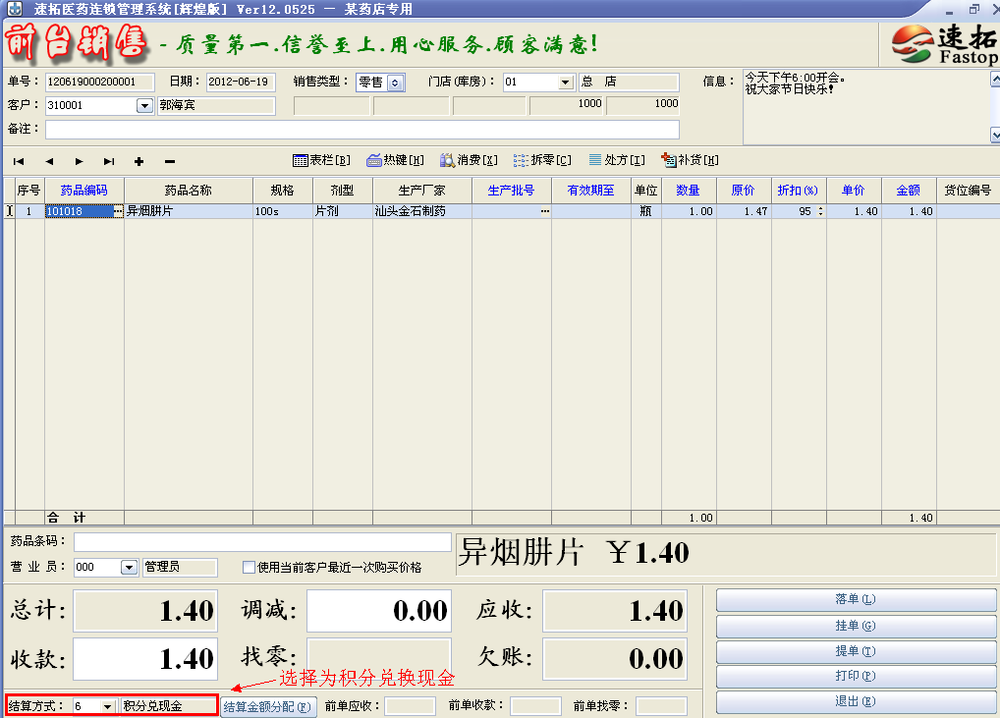 速拓医药连锁管理系统[辉煌版] Ver12.0525 — 某药店专用
前台销售 - 质量第一.信誉至上.用心服务.顾客满意!
速拓 Fastop
单号: 120619000200001 日期: 2012-06-19 销售类型: 零售 门店(库房): 01 总 店 信息: 今天下午6:00开会。
祝大家节日快乐!
客户: 310001 郭海宾 1000 1000
备注:
表栏[B] 热键[H] 消费[X] 拆零[C] 处方[I] 补货[H]
序号 药品编码 药品名称 规格 剂型 生产厂家 生产批号 有效期至 单位 数量 原价 折扣(%) 单价 金额 货位编号
1 101018 异烟肼片 100s 片剂 汕头金石制药 瓶 1.00 1.47 95 1.40 1.40
合 计 1.00 1.40
药品条码:
异烟肼片 ¥1.40
营 业 员: 000 管理员 使用当前客户最近一次购买价格
总计: 1.40 调减: 0.00 应收: 1.40
收款: 1.40 找零: 欠账: 0.00
落单(L)
挂单(G)
提单(T)
打印(P)
退出(E)
选择为积分兑换现金
结算方式: 6 积分兑现金 结算金额分配(F) 前单应收: 前单收款: 前单找零: